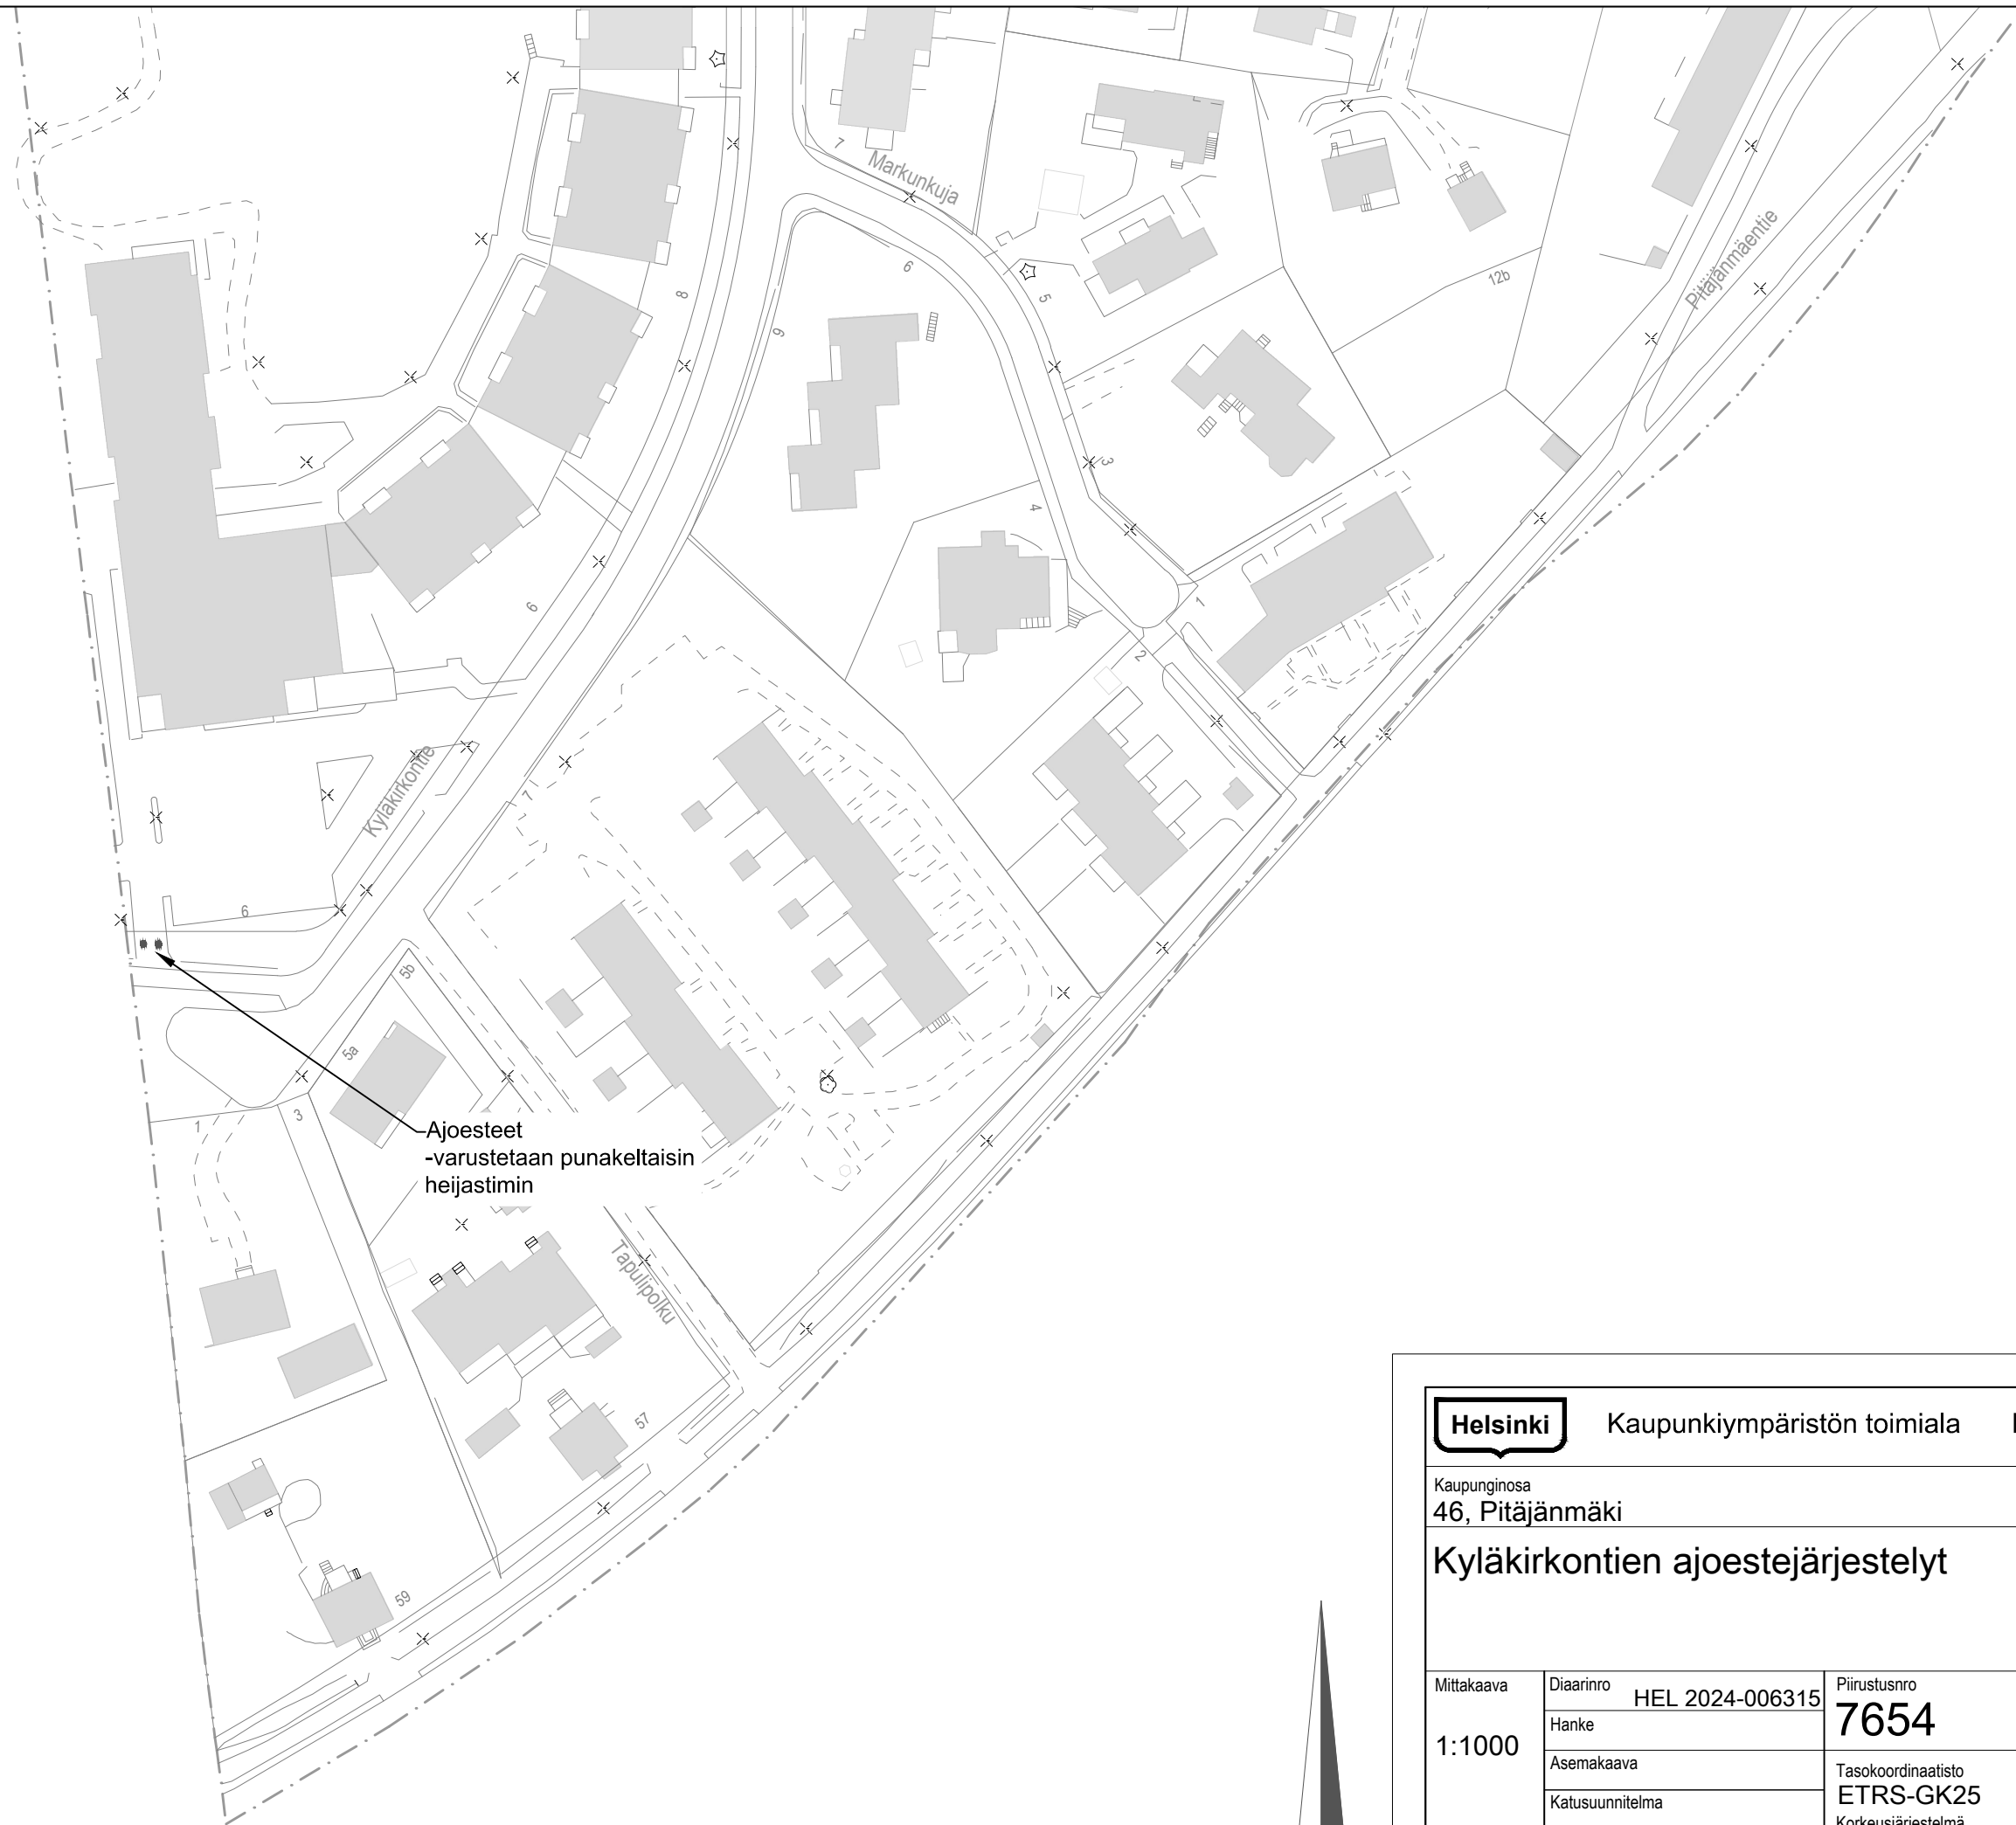 Markunkuja
7
6
5
8
9
12b
Pitäjänmäentie
3
4
6
1
2
Kyläkirkontie
7
6
5b
5a
3
1
Ajoesteet
-varustetaan punakeltaisin
heijastimin
Tapulipolku
57
59
Helsinki
Kaupunkiympäristön toimiala
Kaupunginosa
46, Pitäjänmäki
Kyläkirkontien ajoestejärjestelyt
Mittakaava
1:1000
Diaarinro
HEL 2024-006315
Hanke
Asemakaava
Katusuunnitelma
Piirustusnro
7654
Tasokoordinaatisto
ETRS-GK25
Korkeusjärjestelmä